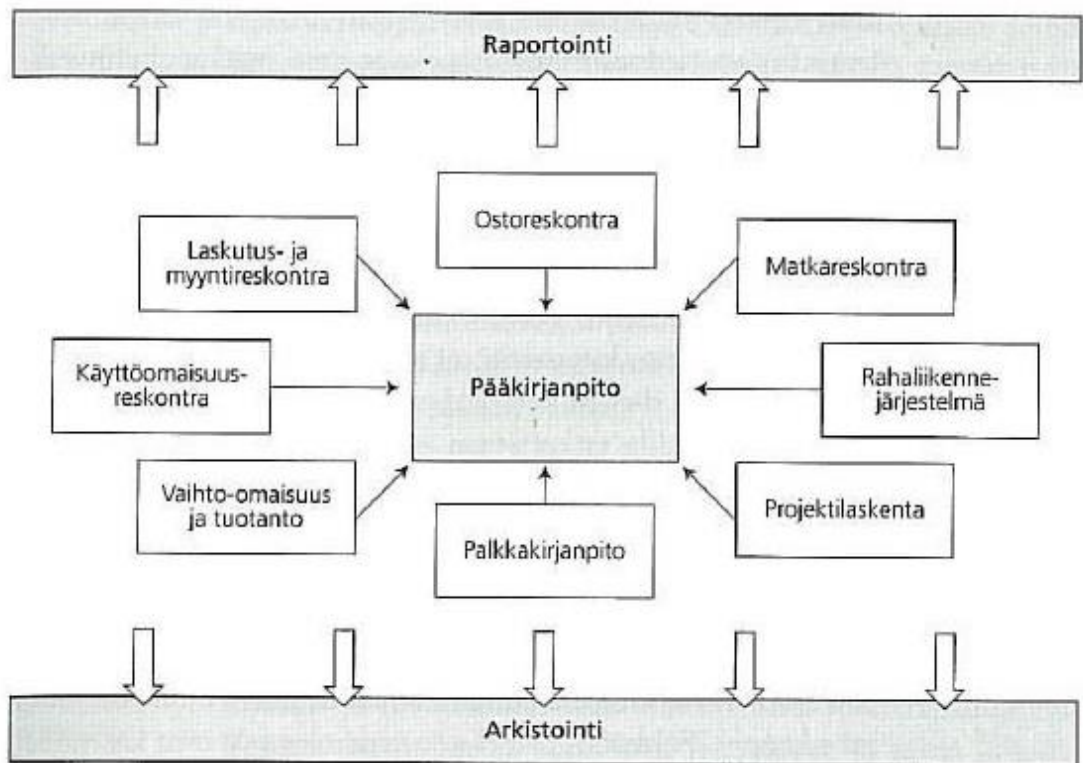 Raportointi
Ostoreskontra
Laskutus- ja
myyntireskontra
Matkareskontra
Käyttöomaisuus-
reskontra
Pääkirjanpito
Rahaliikenne-
järjestelmä
Vaihto-omaisuus
ja tuotanto
Palkkakirjanpito
Projektilaskenta
Arkistointi